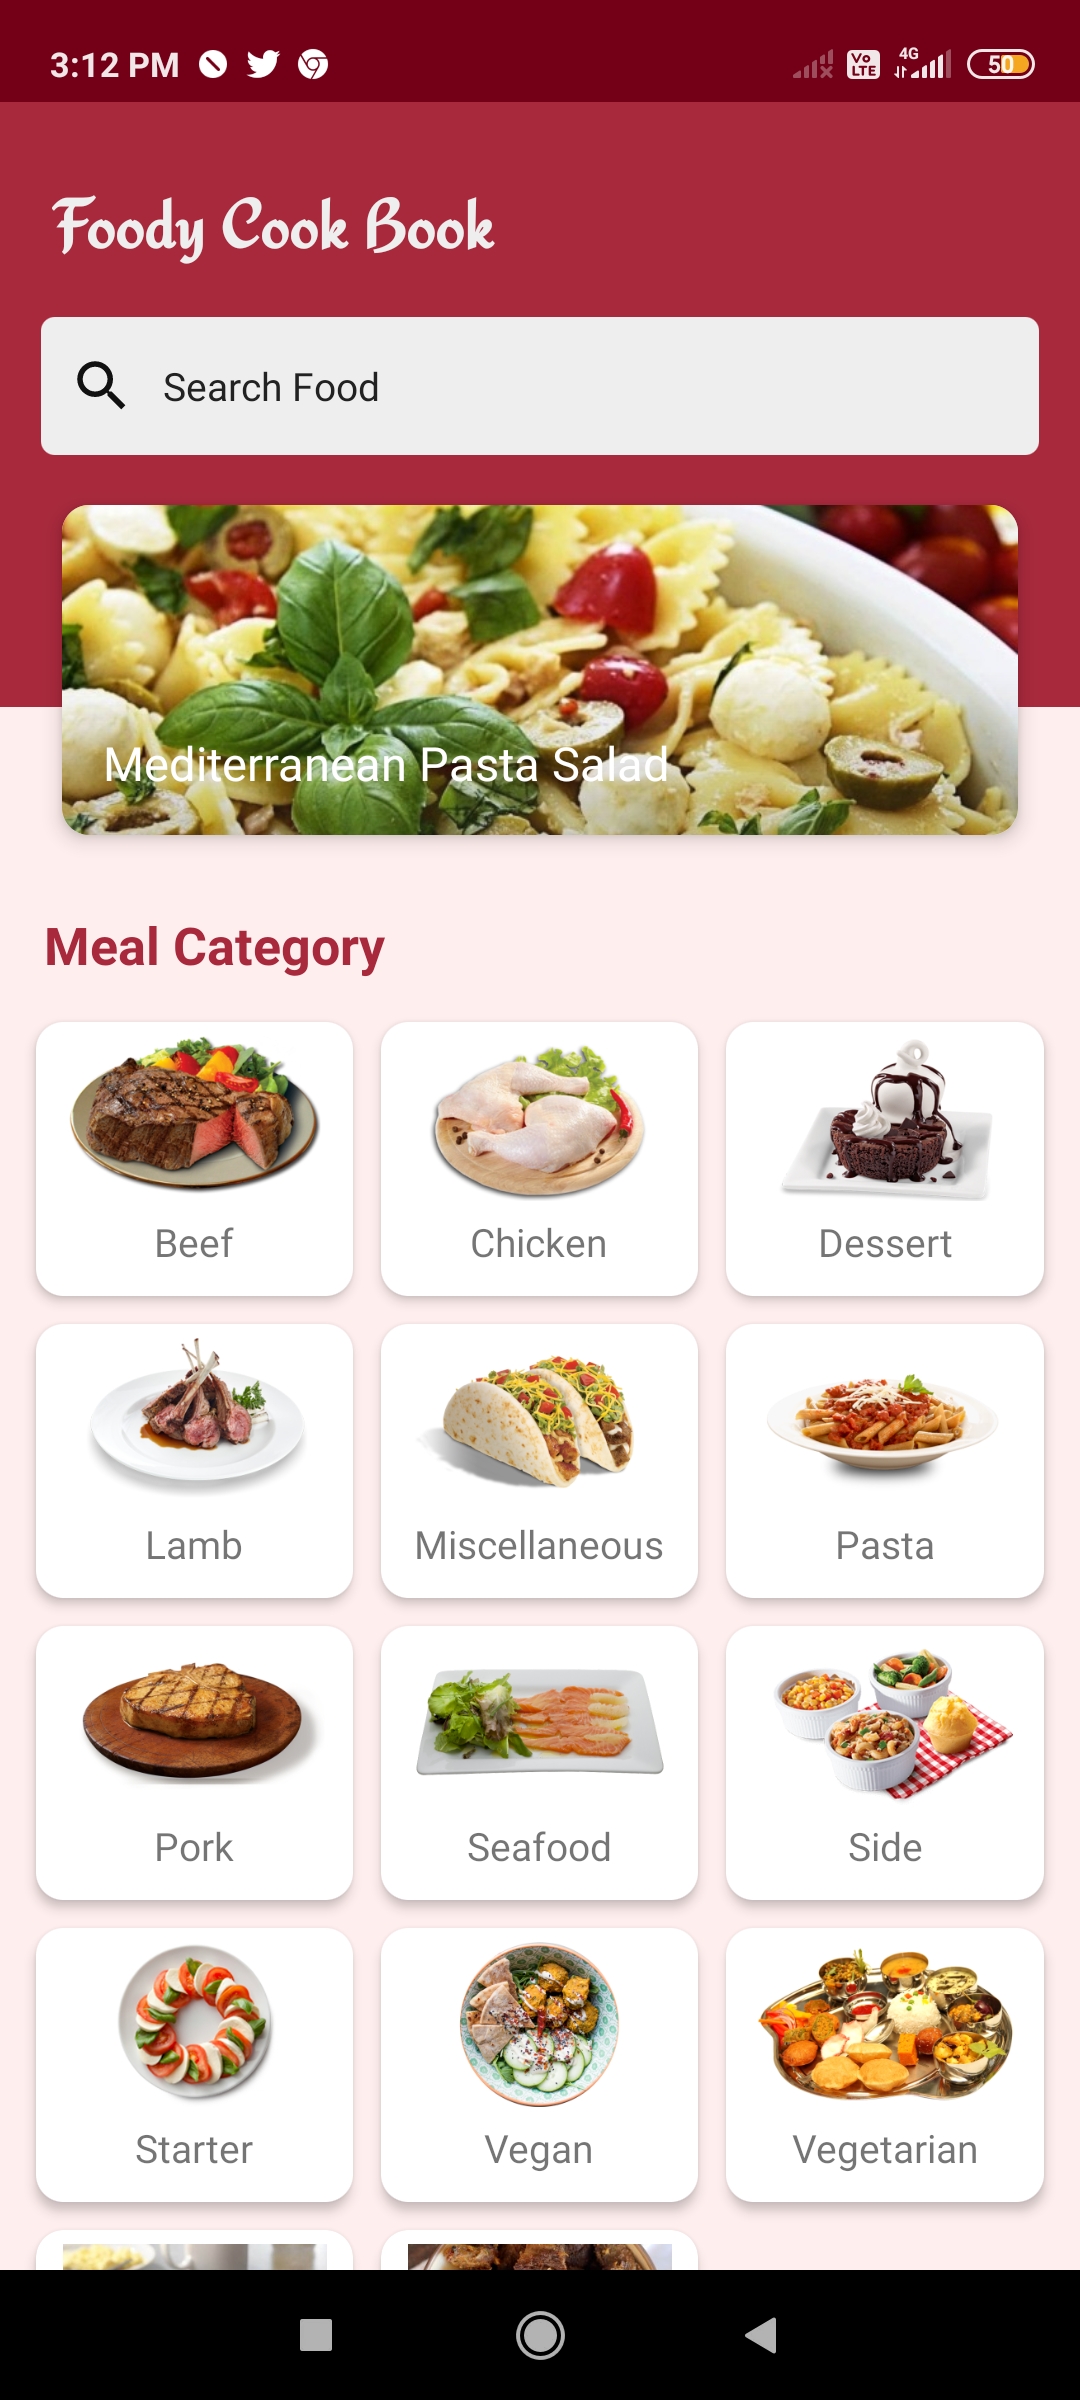 3:12 PM
Vo LTE
4G
50
Foody Cook Book
Search Food
Mediterranean Pasta Salad
Meal Category
Beef
Chicken
Dessert
Lamb
Miscellaneous
Pasta
Pork
Seafood
Side
Starter
Vegan
Vegetarian